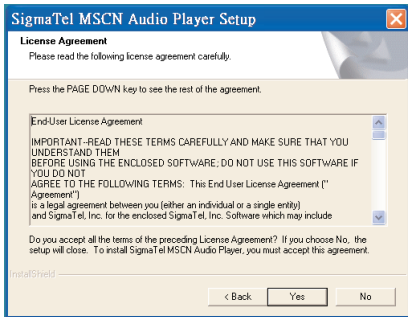 SigmaTel MSCN Audio Player Setup
License Agreement
Please read the following license agreement carefully.
Press the PAGE DOWN key to see the rest of the agreement.
End-User License Agreement
IMPORTANT--READ THESE TERMS CAREFULLY AND MAKE SURE THAT YOU
UNDERSTAND THEM
BEFORE USING THE ENCLOSED SOFTWARE; DO NOT USE THIS SOFTWARE IF
YOU DO NOT
AGREE TO THE FOLLOWING TERMS:  This End User License Agreement ("
Agreement")
is a legal agreement between you (either an individual or a single entity)
and SigmaTel, Inc. for the enclosed SigmaTel, Inc. Software which may include
Do you accept all the terms of the preceding License Agreement?  If you choose No,  the
setup will close.  To install SigmaTel MSCN Audio Player, you must accept this agreement.
InstallShield
< Back
Yes
No